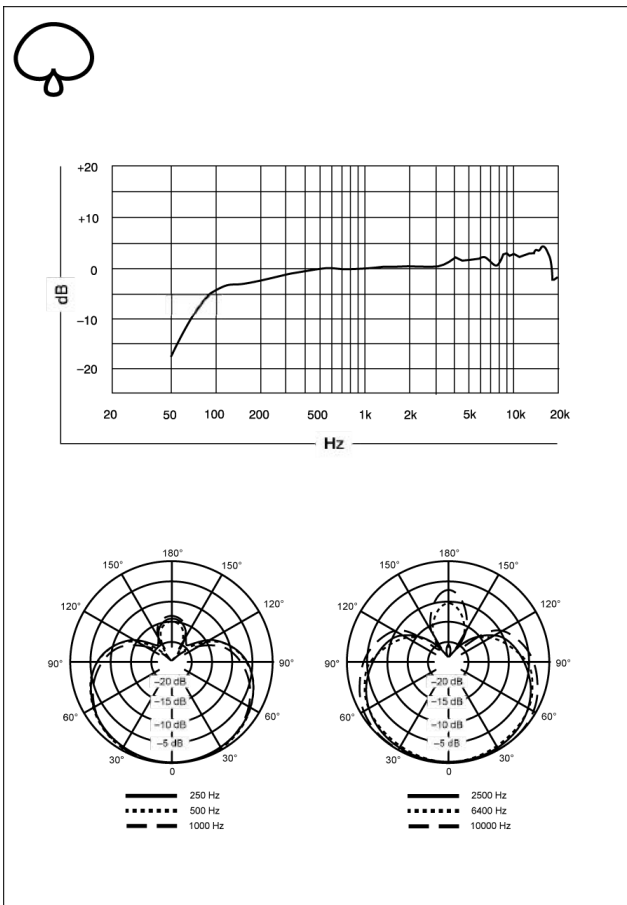 +20
+10
0
dB
−10
−20
20 50 100 200 500 1k 2k 5k 10k 20k
Hz
180° 180°
150° 150° 150° 150°
120° 120° 120° 120°
90° 90° 90° 90°
−20 dB −20 dB
−15 dB −15 dB
60° 60° 60° 60°
−10 dB −10 dB
−5 dB −5 dB
30° 30° 30° 30°
0 0
250 Hz
500 Hz
1000 Hz
2500 Hz
6400 Hz
10000 Hz